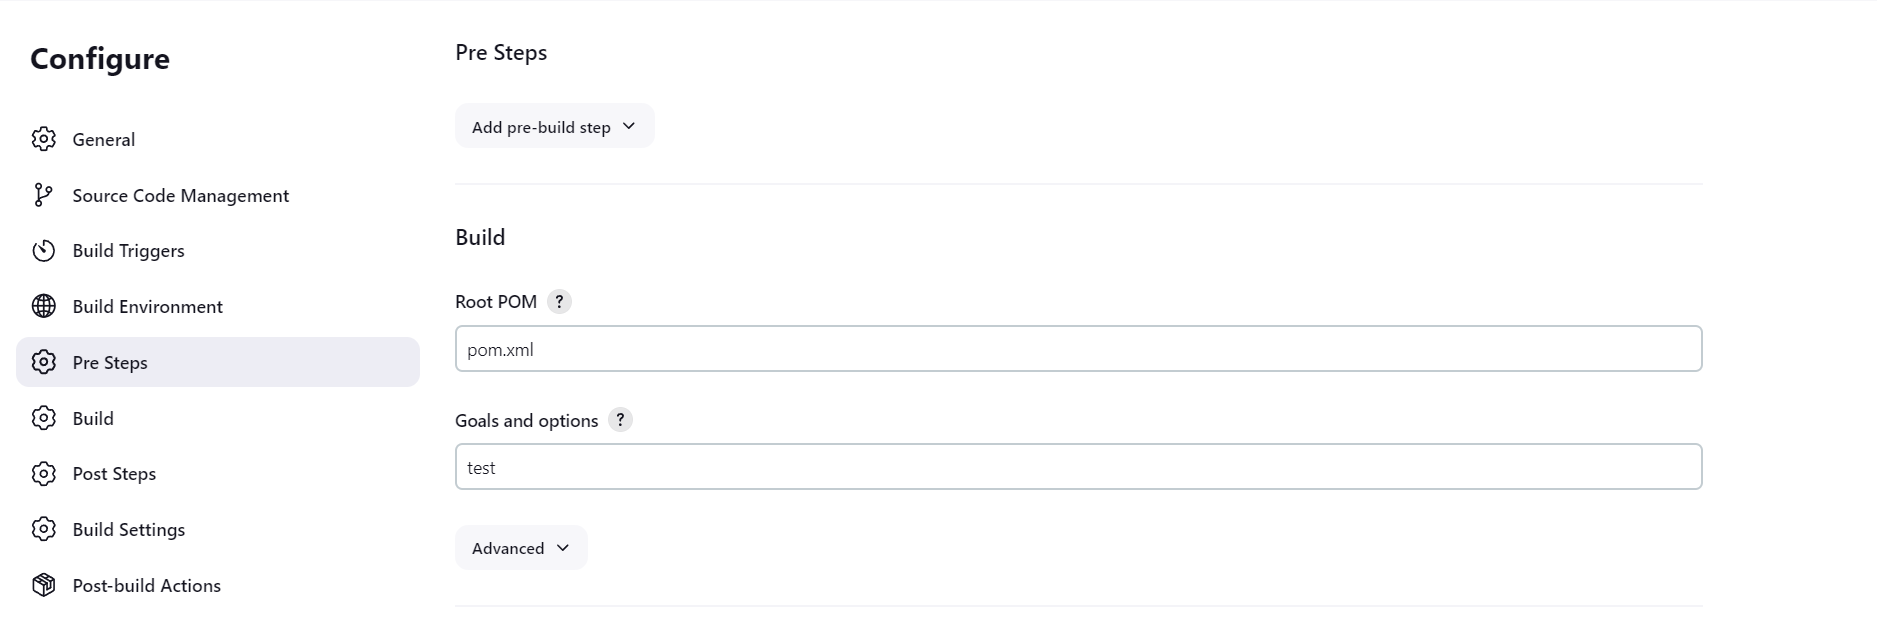 Configure
General
Source Code Management
Build Triggers
Build Environment
Pre Steps
Build
Post Steps
Build Settings
Post-build Actions
Pre Steps
Add pre-build step
Build
Root POM ?
pom.xml
Goals and options ?
test
Advanced